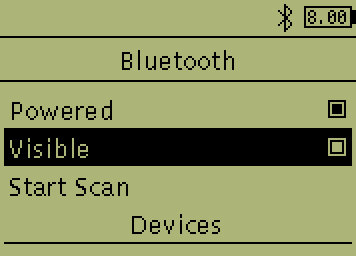 8.00
Bluetooth
Powered
Visible
Start Scan
Devices